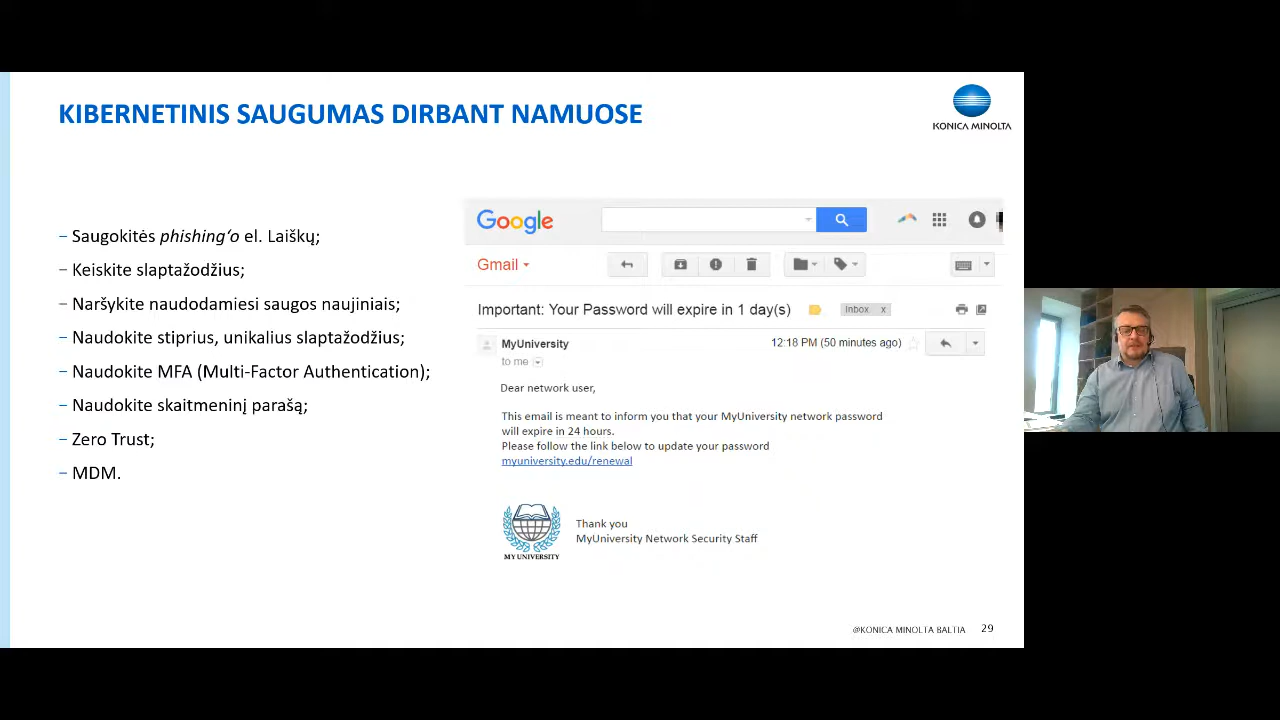 KIBERNETINIS SAUGUMAS DIRBANT NAMUOSE
KONICA MINOLTA
− Saugokitės phishing‘o el. Laiškų;
− Keiskite slaptažodžius;
− Naršykite naudodamiesi saugos naujiniais;
− Naudokite stiprius, unikalius slaptažodžius;
− Naudokite MFA (Multi-Factor Authentication);
− Naudokite skaitmeninį parašą;
− Zero Trust;
− MDM.
Google
Gmail
Important: Your Password will expire in 1 day(s)
Inbox x
MyUniversity
12:18 PM (50 minutes ago)
to me
Dear network user,
This email is meant to inform you that your MyUniversity network password
will expire in 24 hours.
Please follow the link below to update your password
myuniversity.edu/renewal
MY UNIVERSITY
Thank you
MyUniversity Network Security Staff
@KONICA MINOLTA BALTIA 29